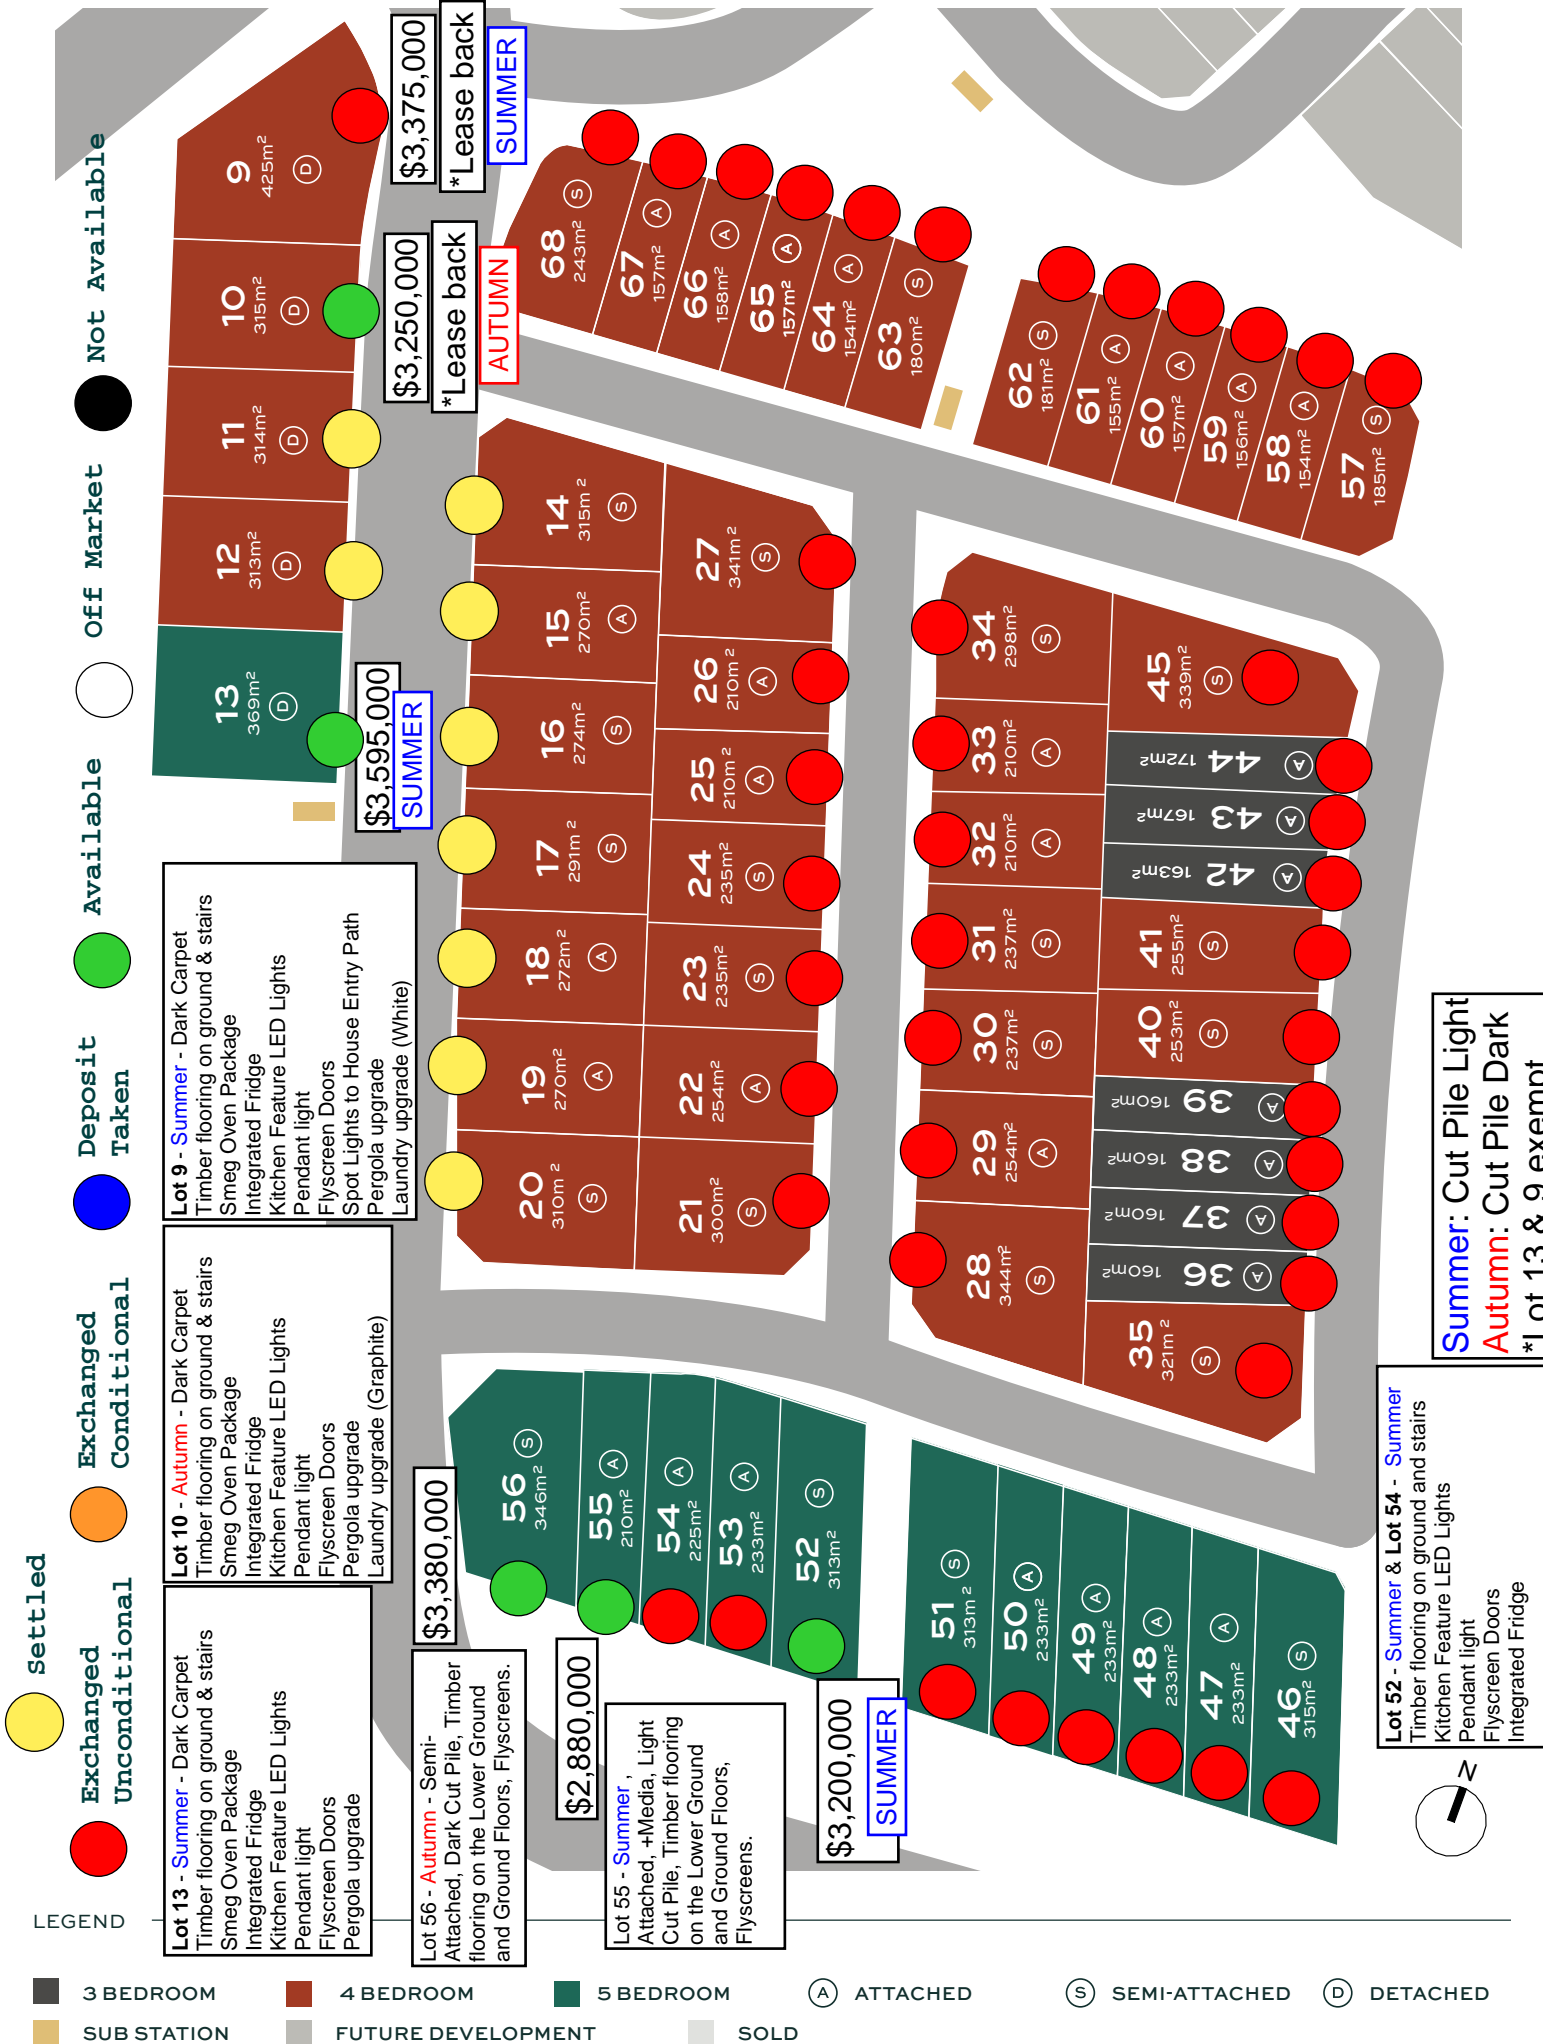 Settled
Exchanged
Unconditional
Exchanged
Conditional
Deposit
Taken
Available
Off Market
Not Available
Lot 13 - Summer - Dark Carpet
Timber flooring on ground & stairs
Smeg Oven Package
Integrated Fridge
Kitchen Feature LED Lights
Pendant light
Flyscreen Doors
Pergola upgrade
Lot 10 - Autumn - Dark Carpet
Timber flooring on ground & stairs
Smeg Oven Package
Integrated Fridge
Kitchen Feature LED Lights
Pendant light
Flyscreen Doors
Pergola upgrade
Laundry upgrade (Graphite)
Lot 9 - Summer - Dark Carpet
Timber flooring on ground & stairs
Smeg Oven Package
Integrated Fridge
Kitchen Feature LED Lights
Pendant light
Flyscreen Doors
Spot Lights to House Entry Path
Pergola upgrade
Laundry upgrade (White)
13
369m²
D
12
313m²
D
11
314m²
D
10
315m²
D
9
425m²
D
$3,595,000
SUMMER
$3,250,000
*Lease back
AUTUMN
$3,375,000
*Lease back
SUMMER
20
310m²
S
19
270m²
A
18
272m²
A
17
291m²
S
16
274m²
S
15
270m²
A
14
315m²
S
21
300m²
S
22
254m²
A
23
235m²
S
24
235m²
S
25
210m²
A
26
210m²
A
27
341m²
S
68
243m²
S
67
157m²
A
66
158m²
A
65
157m²
A
64
154m²
A
63
180m²
S
62
181m²
S
61
155m²
A
60
157m²
A
59
156m²
A
58
154m²
A
57
185m²
S
28
344m²
S
29
254m²
A
30
237m²
S
31
237m²
S
32
210m²
A
33
210m²
A
34
298m²
S
35
321m²
S
36
160m²
A
37
160m²
A
38
160m²
A
39
160m²
A
40
253m²
S
41
255m²
S
42
163m²
A
43
167m²
A
44
172m²
A
45
339m²
S
$3,380,000
56
346m²
S
55
210m²
A
54
225m²
A
53
233m²
A
52
313m²
S
51
313m²
S
50
233m²
A
49
233m²
A
48
233m²
A
47
233m²
A
46
315m²
S
Lot 56 - Autumn - Semi-
Attached, Dark Cut Pile, Timber
flooring on the Lower Ground
and Ground Floors, Flyscreens.
$2,880,000
Lot 55 - Summer ,
Attached, +Media, Light
Cut Pile, Timber flooring
on the Lower Ground
and Ground Floors,
Flyscreens.
$3,200,000
SUMMER
Lot 52 - Summer & Lot 54 - Summer
Timber flooring on ground and stairs
Kitchen Feature LED Lights
Pendant light
Flyscreen Doors
Integrated Fridge
Summer: Cut Pile Light
Autumn: Cut Pile Dark
*Lot 13 & 9 exempt
N
LEGEND
3 BEDROOM
4 BEDROOM
5 BEDROOM
A ATTACHED
S SEMI-ATTACHED
D DETACHED
SUB STATION
FUTURE DEVELOPMENT
SOLD